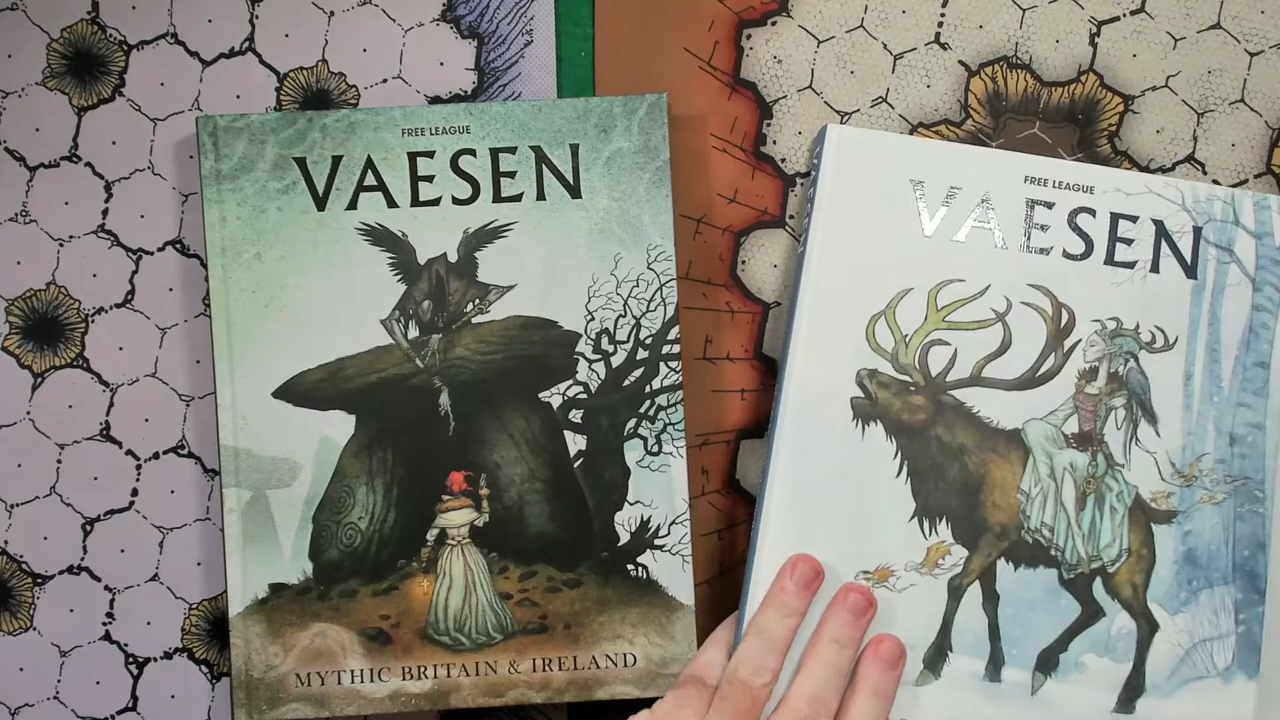 FREE LEAGUE
VAESEN
MYTHIC BRITAIN & IRELAND
FREE LEAGUE
VAESEN